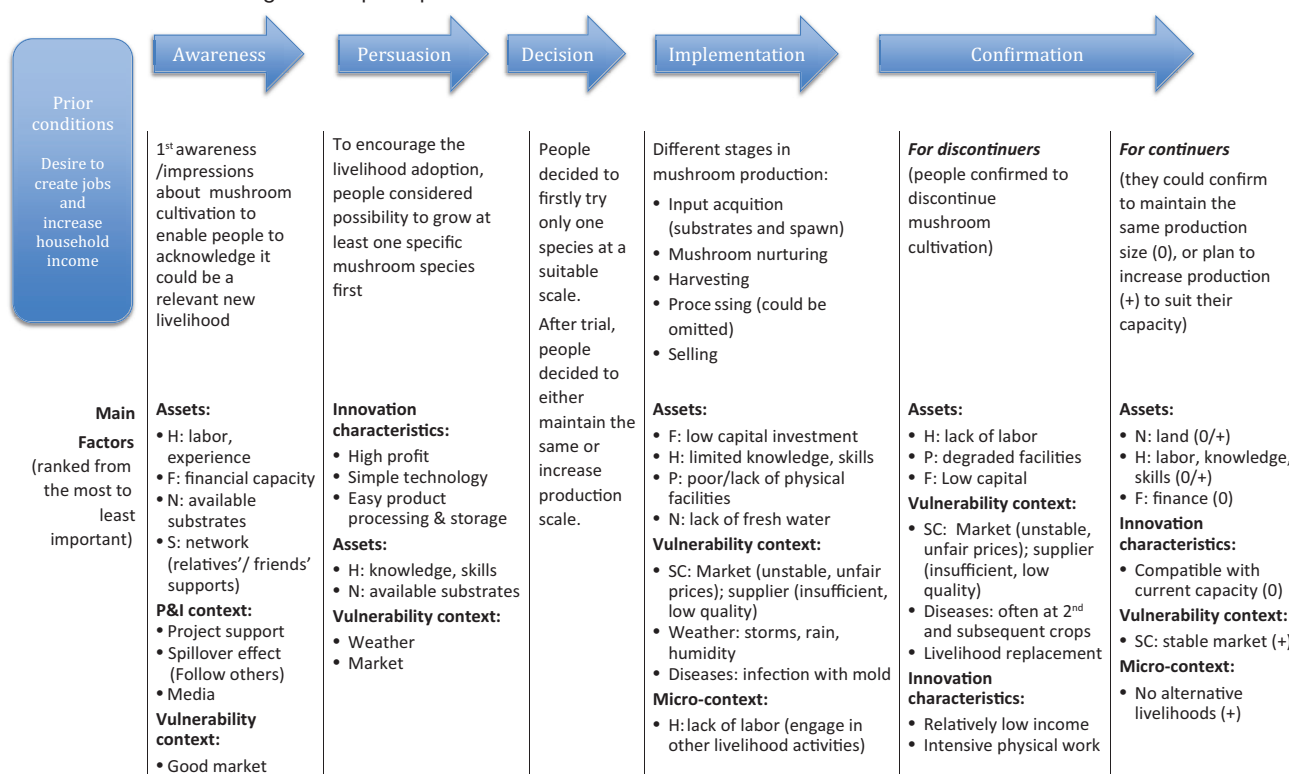 Awareness
Persuasion
Decision
Implementation
Confirmation
Prior
conditions
Desire to
create jobs
and
increase
household
income
1st awareness
/impressions
about mushroom
cultivation to
enable people to
acknowledge it
could be a
relevant new
livelihood
To encourage the
livelihood adoption,
people considered
possibility to grow at
least one specific
mushroom species
first
People
decided to
firstly try
only one
species at a
suitable
scale.
After trial,
people
decided to
either
maintain the
same or
increase
production
scale.
Different stages in
mushroom production:
• Input acquition
(substrates and spawn)
• Mushroom nurturing
• Harvesting
• Proce ssing (could be
omitted)
• Selling
For discontinuers
(people confirmed to
discontinue
mushroom
cultivation)
For continuers
(they could confirm
to maintain the
same production
size (0), or plan to
increase production
(+) to suit their
capacity)
Main
Factors
(ranked from
the most to
least
important)
Assets:
• H: labor,
experience
• F: financial capacity
• N: available
substrates
• S: network
(relatives'/ friends'
supports)
P&I context:
• Project support
• Spillover effect
(Follow others)
• Media
Vulnerability
context:
• Good market
Innovation
characteristics:
• High profit
• Simple technology
• Easy product
processing & storage
Assets:
• H: knowledge, skills
• N: available substrates
Vulnerability context:
• Weather
• Market
Assets:
• F: low capital investment
• H: limited knowledge, skills
• P: poor/lack of physical
facilities
• N: lack of fresh water
Vulnerability context:
• SC: Market (unstable, unfair
prices); supplier (insufficient,
low quality)
• Weather: storms, rain,
humidity
• Diseases: infection with mold
Micro-context:
• H: lack of labor (engage in
other livelihood activities)
Assets:
• H: lack of labor
• P: degraded facilities
• F: Low capital
Vulnerability context:
• SC: Market (unstable,
unfair prices); supplier
(insufficient, low
quality)
• Diseases: often at 2nd
and subsequent crops
• Livelihood replacement
Innovation
characteristics:
• Relatively low income
• Intensive physical work
Assets:
• N: land (0/+)
• H: labor, knowledge,
skills (0/+)
• F: finance (0)
Innovation
characteristics:
• Compatible with
current capacity (0)
Vulnerability context:
• SC: stable market (+)
Micro-context:
• No alternative
livelihoods (+)